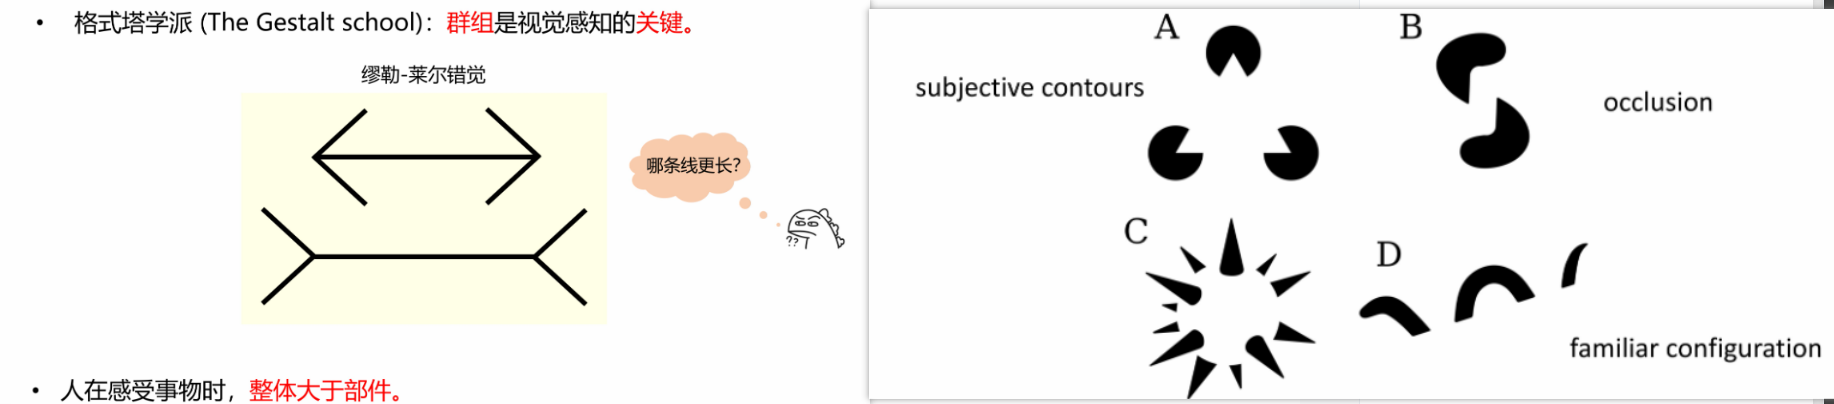 • 格式塔学派 (The Gestalt school)：群组是视觉感知的关键。
缪勒-莱尔错觉
哪条线更长?
??
• 人在感受事物时，整体大于部件。
A
B
subjective contours
occlusion
C
D
familiar configuration